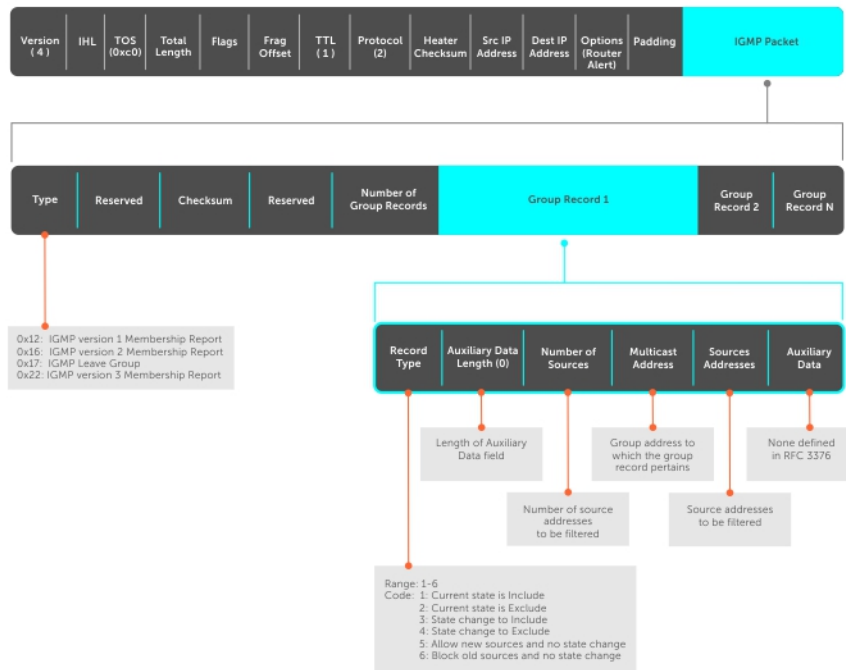 Version
( 4 )
IHL
TOS
(0xc0)
Total
Length
Flags
Frag
Offset
TTL
( 1 )
Protocol
(2)
Heater
Checksum
Src IP
Address
Dest IP
Address
Options
(Router
Alert)
Padding
IGMP Packet
Type
Reserved
Checksum
Reserved
Number of
Group Records
Group Record 1
Group
Record 2
Group
Record N
0x12: IGMP version 1 Membership Report
0x16: IGMP version 2 Membership Report
0x17: IGMP Leave Group
0x22: IGMP version 3 Membership Report
Record
Type
Auxiliary Data
Length (0)
Number of
Sources
Multicast
Address
Sources
Addresses
Auxiliary
Data
Length of Auxiliary
Data field
Group address to
which the group
record pertains
None defined
in RFC 3376
Number of source
addresses
to be filtered
Source addresses
to be filtered
Range: 1-6
Code: 1: Current state is Include
2: Current state is Exclude
3: State change to Include
4: State change to Exclude
5: Allow new sources and no state change
6: Block old sources and no state change